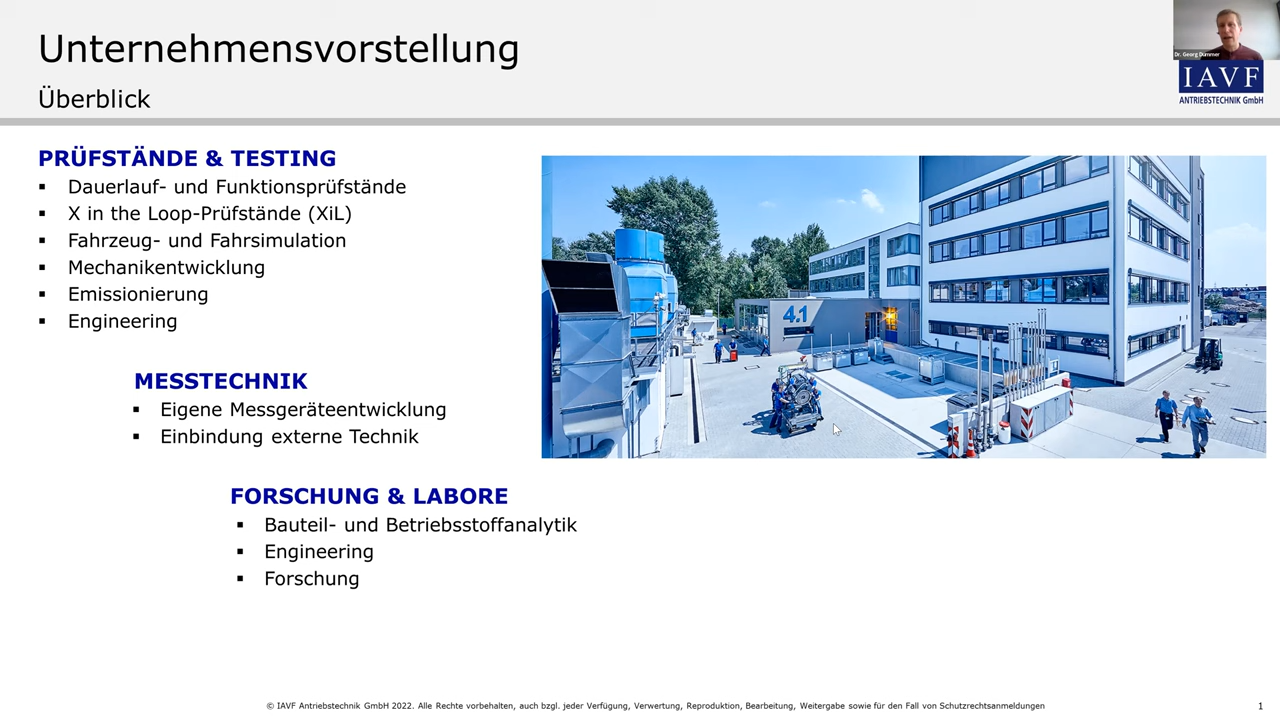 Unternehmensvorstellung
Überblick
Dr. Georg Dümmer
IAVF
ANTRIEBSTECHNIK GmbH
PRÜFSTÄNDE & TESTING
▪ Dauerlauf- und Funktionsprüfstände
▪ X in the Loop-Prüfstände (XiL)
▪ Fahrzeug- und Fahrsimulation
▪ Mechanikentwicklung
▪ Emissionierung
▪ Engineering
4.1
MESSTECHNIK
▪ Eigene Messgeräteentwicklung
▪ Einbindung externe Technik
FORSCHUNG & LABORE
▪ Bauteil- und Betriebsstoffanalytik
▪ Engineering
▪ Forschung
© IAVF Antriebstechnik GmbH 2022. Alle Rechte vorbehalten, auch bzgl. jeder Verfügung, Verwertung, Reproduktion, Bearbeitung, Weitergabe sowie für den Fall von Schutzrechtsanmeldungen
1